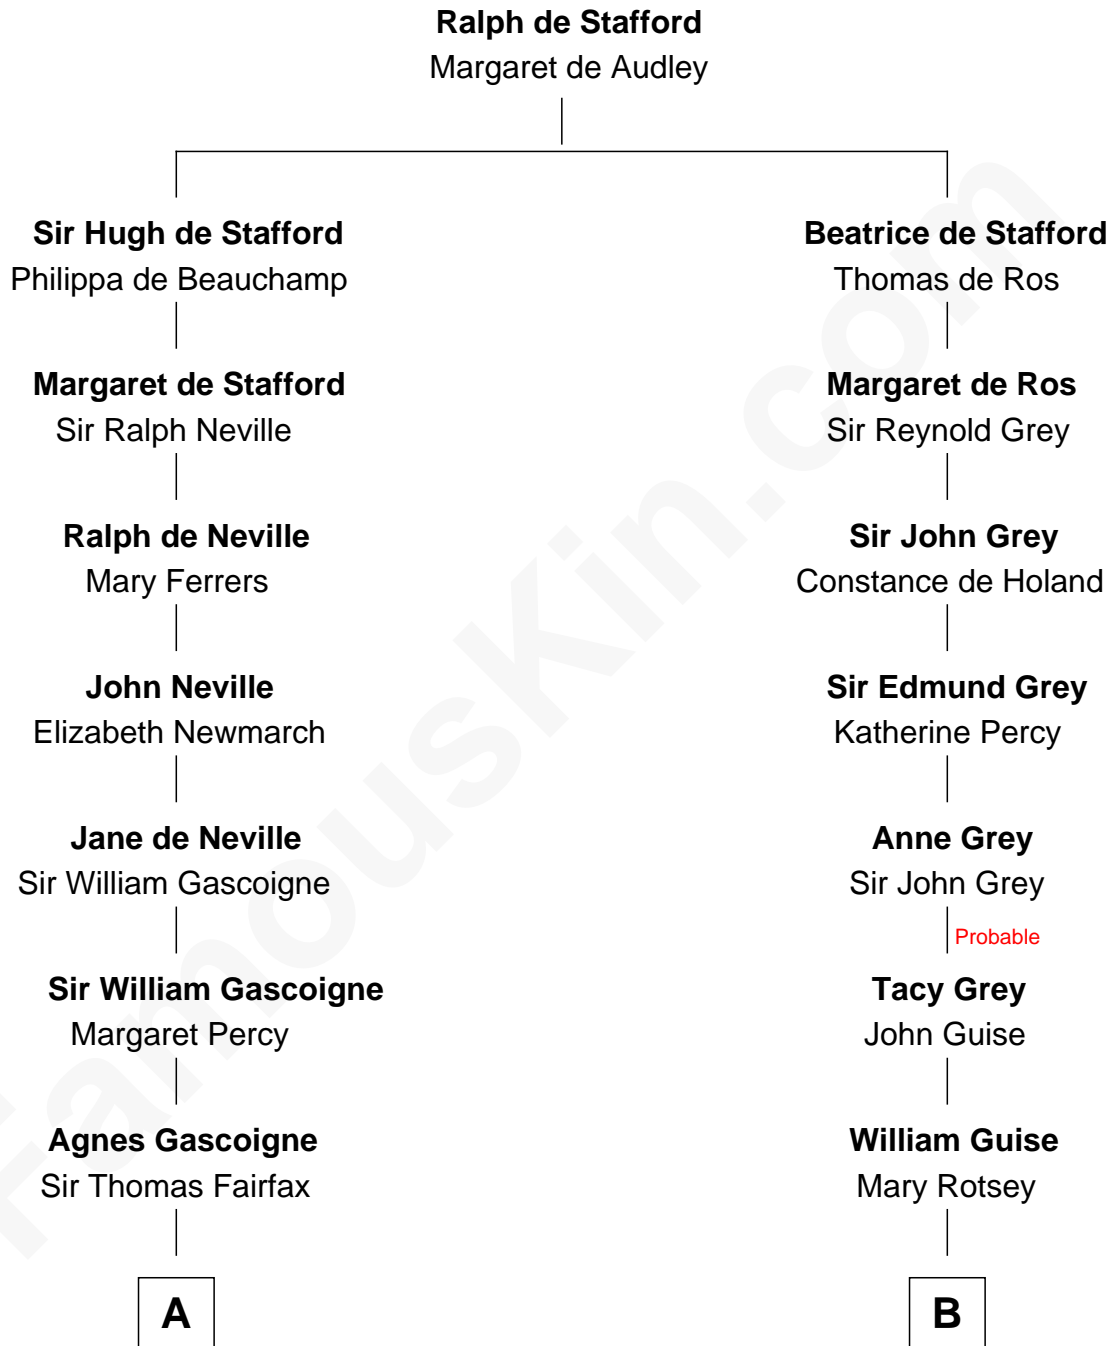 Ralph de Stafford
Margaret de Audley
Sir Hugh de Stafford
Philippa de Beauchamp
Beatrice de Stafford
Thomas de Ros
Margaret de Stafford
Sir Ralph Neville
Margaret de Ros
Sir Reynold Grey
Ralph de Neville
Mary Ferrers
Sir John Grey
Constance de Holand
John Neville
Elizabeth Newmarch
Sir Edmund Grey
Katherine Percy
Jane de Neville
Sir William Gascoigne
Anne Grey
Sir John Grey
Probable
Sir William Gascoigne
Margaret Percy
Tacy Grey
John Guise
Agnes Gascoigne
Sir Thomas Fairfax
William Guise
Mary Rotsey
A
B
FamousKin.com